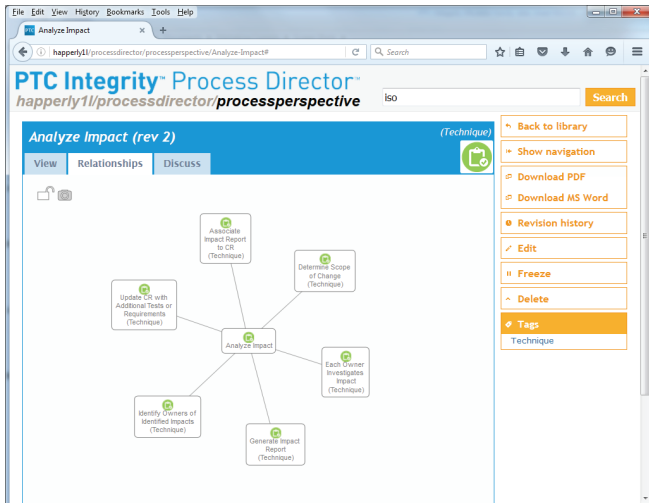 File Edit View History Bookmarks Tools Help
PTC Analyze Impact × +
happerly1l/processdirector/processperspective/Analyze-Impact# Search
PTC Integrity™ Process Director™
happerly1l/processdirector/processperspective iso Search
Analyze Impact (rev 2) (Technique)
View Relationships Discuss
Back to library
Show navigation
Download PDF
Download MS Word
Revision history
Edit
Freeze
Delete
Tags
Technique
Associate
Impact Report
to CR
(Technique)
Determine Scope
of Change
(Technique)
Update CR with
Additional Tests or
Requirements
(Technique)
Analyze Impact
Each Owner
Investigates
Impact
(Technique)
Identify Owners of
Identified Impacts
(Technique)
Generate Impact
Report
(Technique)